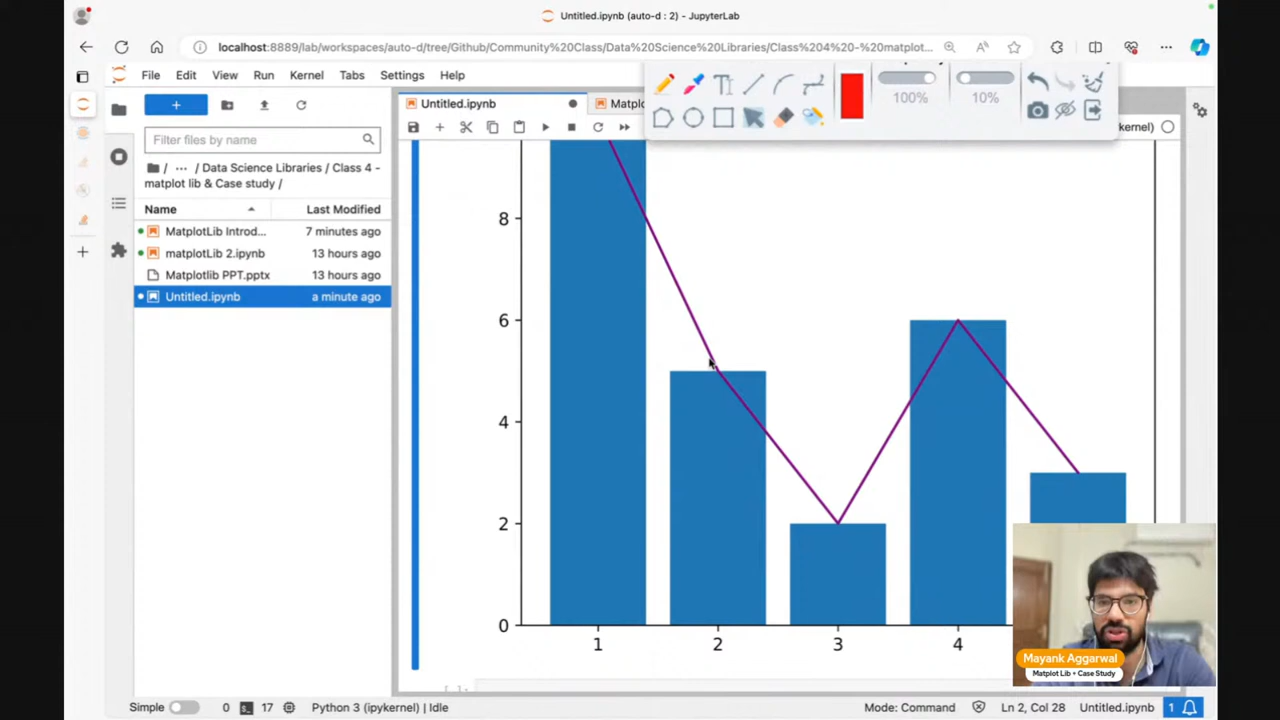 Untitled.ipynb (auto-d : 2) - JupyterLab
localhost:8889/lab/workspaces/auto-d/tree/Github/Community%20Class/Data%20Science%20Libraries/Class%204%20-%20matplot...
File Edit View Run Kernel Tabs Settings Help
100%
10%
Untitled.ipynb
Matplo
kernel)
Filter files by name
/ ... / Data Science Libraries / Class 4 -
matplot lib & Case study /
Name Last Modified
MatplotLib Introd... 7 minutes ago
matplotLib 2.ipynb 13 hours ago
Matplotlib PPT.pptx 13 hours ago
Untitled.ipynb a minute ago
8
6
4
2
0
1 2 3 4
Mayank Aggarwal
Matplot Lib + Case Study
Simple 0 17 Python 3 (ipykernel) | Idle Mode: Command Ln 2, Col 28 Untitled.ipynb 1